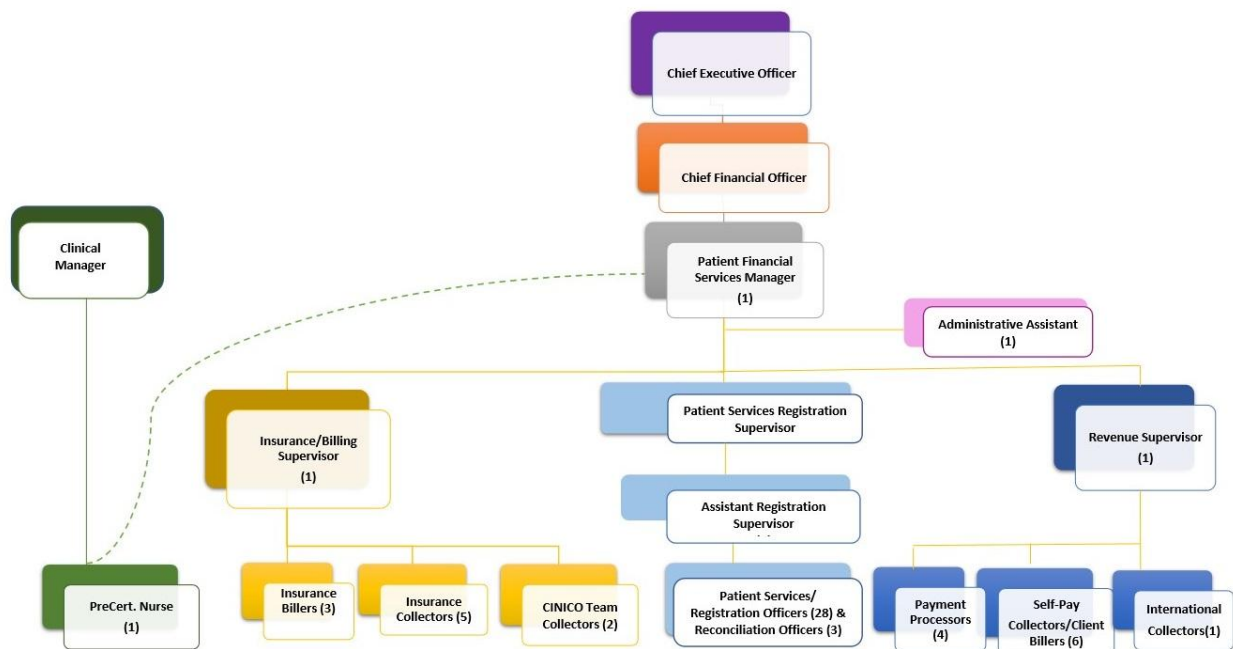 Chief Executive Officer
Chief Financial Officer
Clinical
Manager
Patient Financial
Services Manager
(1)
Administrative Assistant
(1)
Insurance/Billing
Supervisor
(1)
Patient Services Registration
Supervisor
Revenue Supervisor
(1)
Assistant Registration
Supervisor
PreCert. Nurse
(1)
Insurance
Billers (3)
Insurance
Collectors (5)
CINICO Team
Collectors (2)
Patient Services/
Registration Officers (28) &
Reconciliation Officers (3)
Payment
Processors
(4)
Self-Pay
Collectors/Client
Billers (6)
International
Collectors(1)